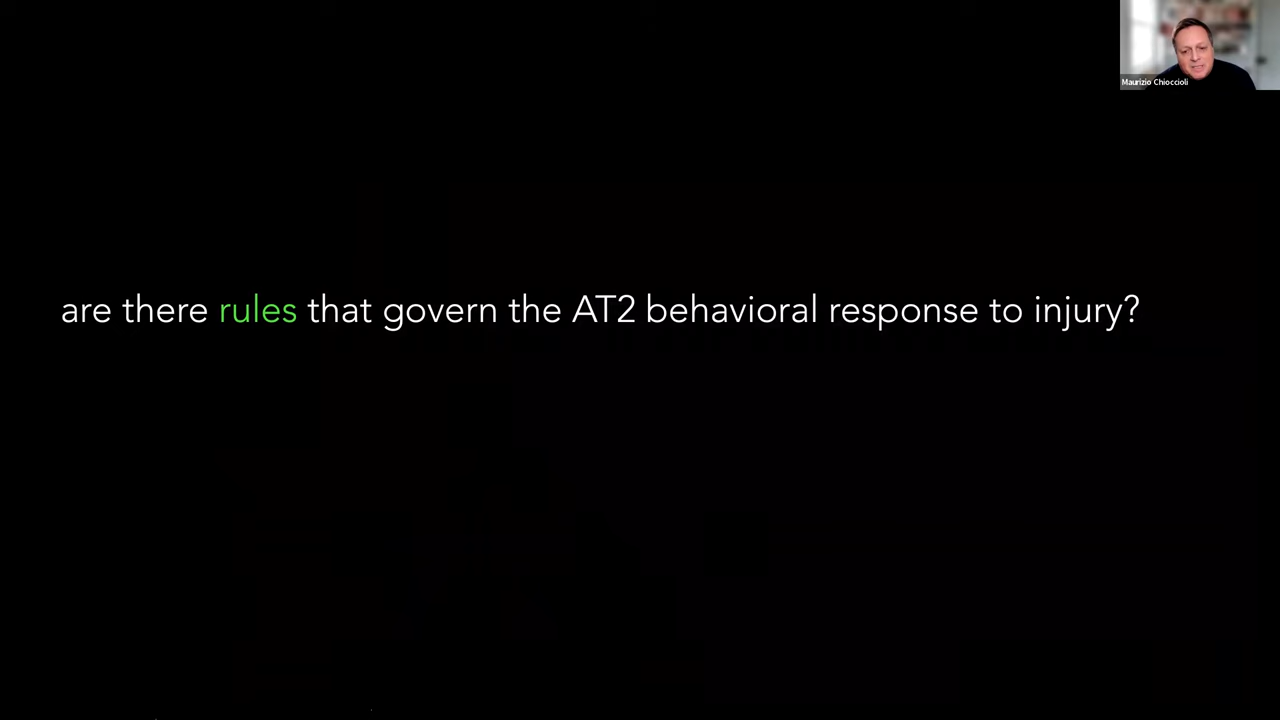 Maurizio Chioccioli
are there rules that govern the AT2 behavioral response to injury?